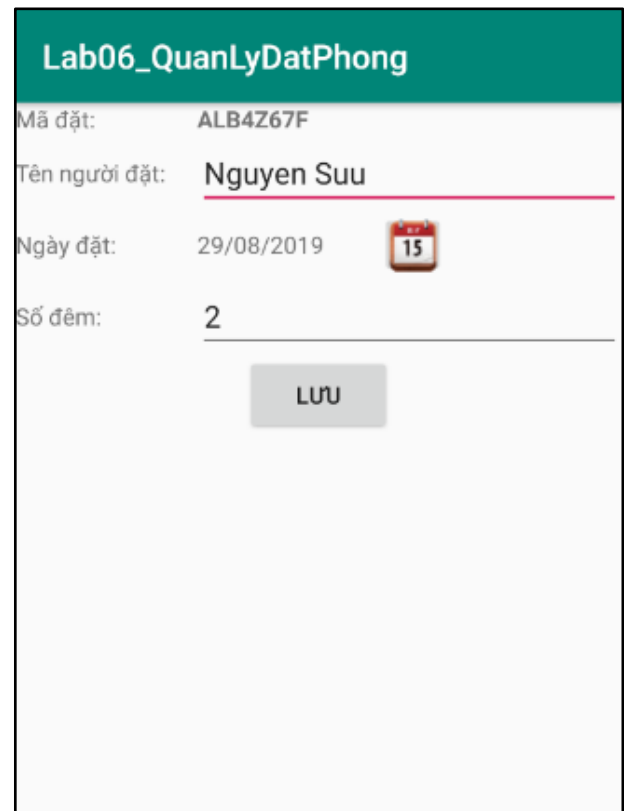 Lab06_QuanLyDatPhong
Mã đặt: ALB4Z67F
Tên người đặt: Nguyen Suu
Ngày đặt: 29/08/2019 15
Số đêm: 2
LƯU